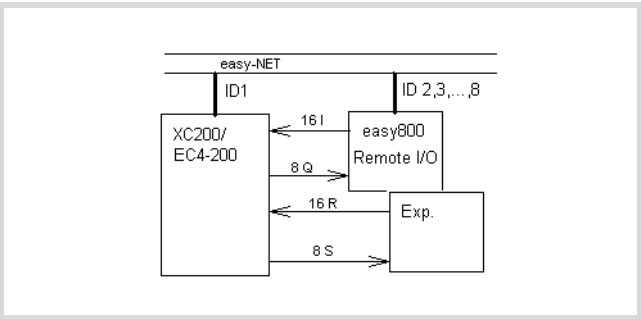 easy-NET
ID1
ID 2,3,...,8
XC200/
EC4-200
16 I
easy800
Remote I/O
8 Q
16 R
Exp.
8 S